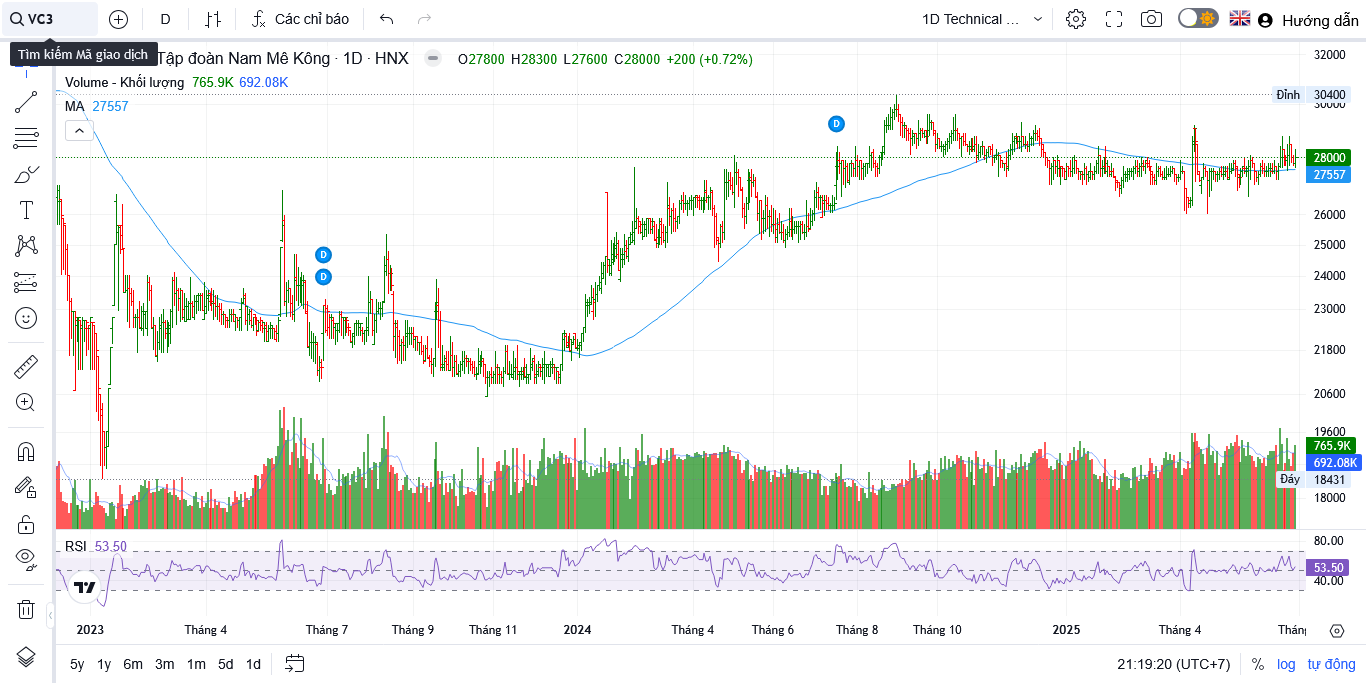 VC3
D
Các chỉ báo
1D Technical ...
Hướng dẫn
Tìm kiếm Mã giao dịch
Tập đoàn Nam Mê Kông · 1D · HNX
O27800 H28300 L27600 C28000 +200 (+0.72%)
Volume - Khối lượng 765.9K 692.08K
MA 27557
32000
Đỉnh 30400
30000
D
28000
27557
26000
25000
D
D
24000
23000
21800
20600
19600
765.9K
692.08K
Đáy 18431
18000
RSI 53.50
80.00
53.50
40.00
2023 Tháng 4 Tháng 7 Tháng 9 Tháng 11 2024 Tháng 4 Tháng 6 Tháng 8 Tháng 10 2025 Tháng 4 Thán
5y 1y 6m 3m 1m 5d 1d
21:19:20 (UTC+7) % log tự động